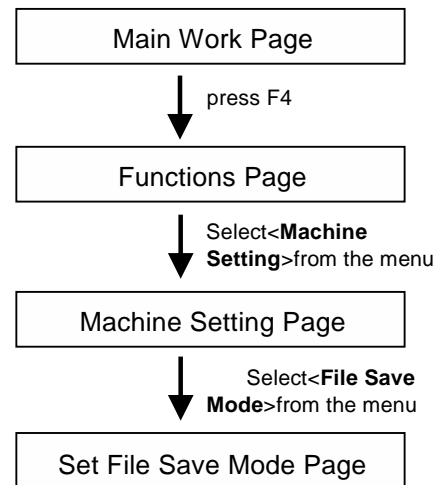 Main Work Page
press F4
Functions Page
Select<Machine
Setting>from the menu
Machine Setting Page
Select<File Save
Mode>from the menu
Set File Save Mode Page